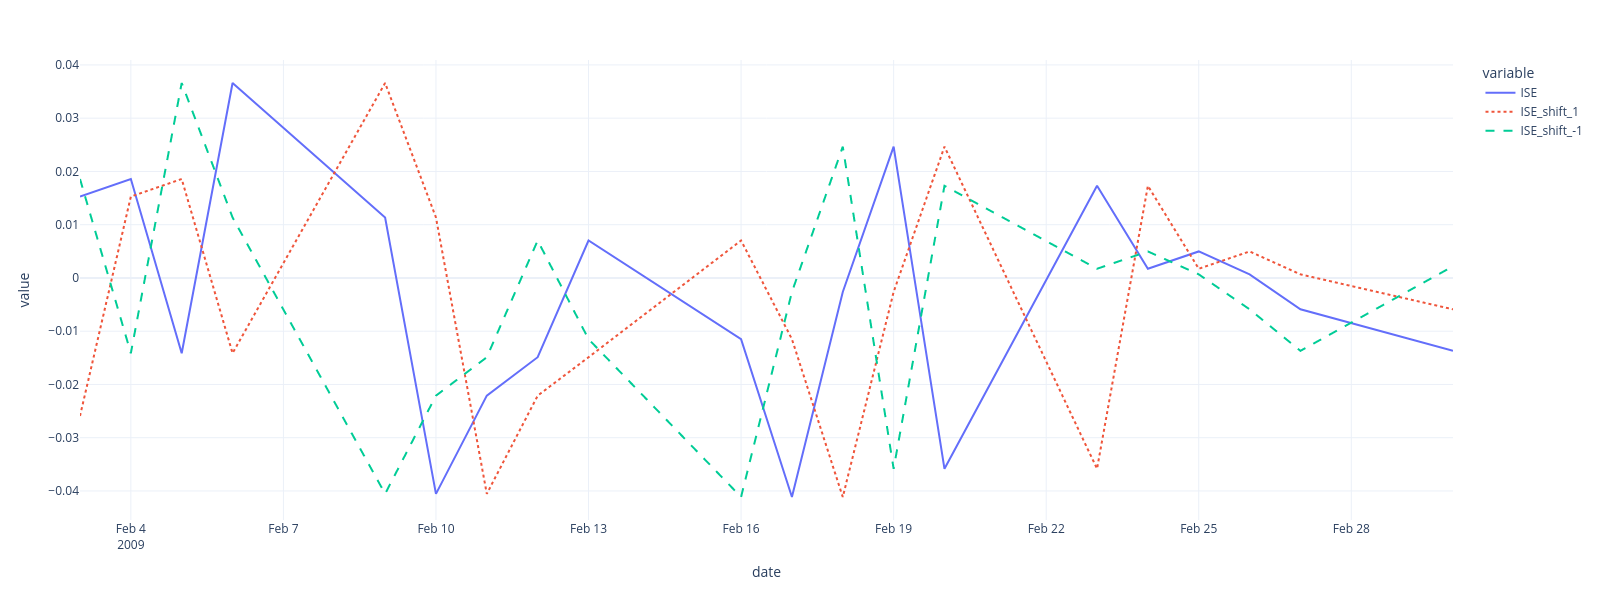 variable
ISE
ISE_shift_1
ISE_shift_-1
value
0.04
0.03
0.02
0.01
0
−0.01
−0.02
−0.03
−0.04
Feb 4
2009
Feb 7
Feb 10
Feb 13
Feb 16
Feb 19
Feb 22
Feb 25
Feb 28
date